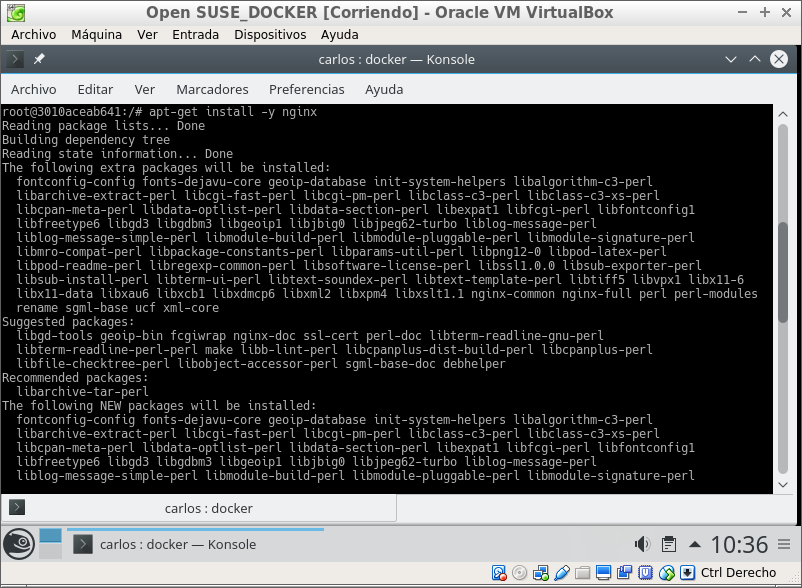 Open SUSE_DOCKER [Corriendo] - Oracle VM VirtualBox
Archivo Máquina Ver Entrada Dispositivos Ayuda
carlos : docker — Konsole
Archivo Editar Ver Marcadores Preferencias Ayuda
root@3010aceab641:/# apt-get install -y nginx
Reading package lists... Done
Building dependency tree
Reading state information... Done
The following extra packages will be installed:
  fontconfig-config fonts-dejavu-core geoip-database init-system-helpers libalgorithm-c3-perl
  libarchive-extract-perl libcgi-fast-perl libcgi-pm-perl libclass-c3-perl libclass-c3-xs-perl
  libcpan-meta-perl libdata-optlist-perl libdata-section-perl libexpat1 libfcgi-perl libfontconfig1
  libfreetype6 libgd3 libgdbm3 libgeoip1 libjbig0 libjpeg62-turbo liblog-message-perl
  liblog-message-simple-perl libmodule-build-perl libmodule-pluggable-perl libmodule-signature-perl
  libmro-compat-perl libpackage-constants-perl libparams-util-perl libpng12-0 libpod-latex-perl
  libpod-readme-perl libregexp-common-perl libsoftware-license-perl libssl1.0.0 libsub-exporter-perl
  libsub-install-perl libterm-ui-perl libtext-soundex-perl libtext-template-perl libtiff5 libvpx1 libx11-6
  libx11-data libxau6 libxcb1 libxdmcp6 libxml2 libxpm4 libxslt1.1 nginx-common nginx-full perl perl-modules
  rename sgml-base ucf xml-core
Suggested packages:
  libgd-tools geoip-bin fcgiwrap nginx-doc ssl-cert perl-doc libterm-readline-gnu-perl
  libterm-readline-perl-perl make libb-lint-perl libcpanplus-dist-build-perl libcpanplus-perl
  libfile-checktree-perl libobject-accessor-perl sgml-base-doc debhelper
Recommended packages:
  libarchive-tar-perl
The following NEW packages will be installed:
  fontconfig-config fonts-dejavu-core geoip-database init-system-helpers libalgorithm-c3-perl
  libarchive-extract-perl libcgi-fast-perl libcgi-pm-perl libclass-c3-perl libclass-c3-xs-perl
  libcpan-meta-perl libdata-optlist-perl libdata-section-perl libexpat1 libfcgi-perl libfontconfig1
  libfreetype6 libgd3 libgdbm3 libgeoip1 libjbig0 libjpeg62-turbo liblog-message-perl
  liblog-message-simple-perl libmodule-build-perl libmodule-pluggable-perl libmodule-signature-perl
carlos : docker
carlos : docker — Konsole
10:36
Ctrl Derecho